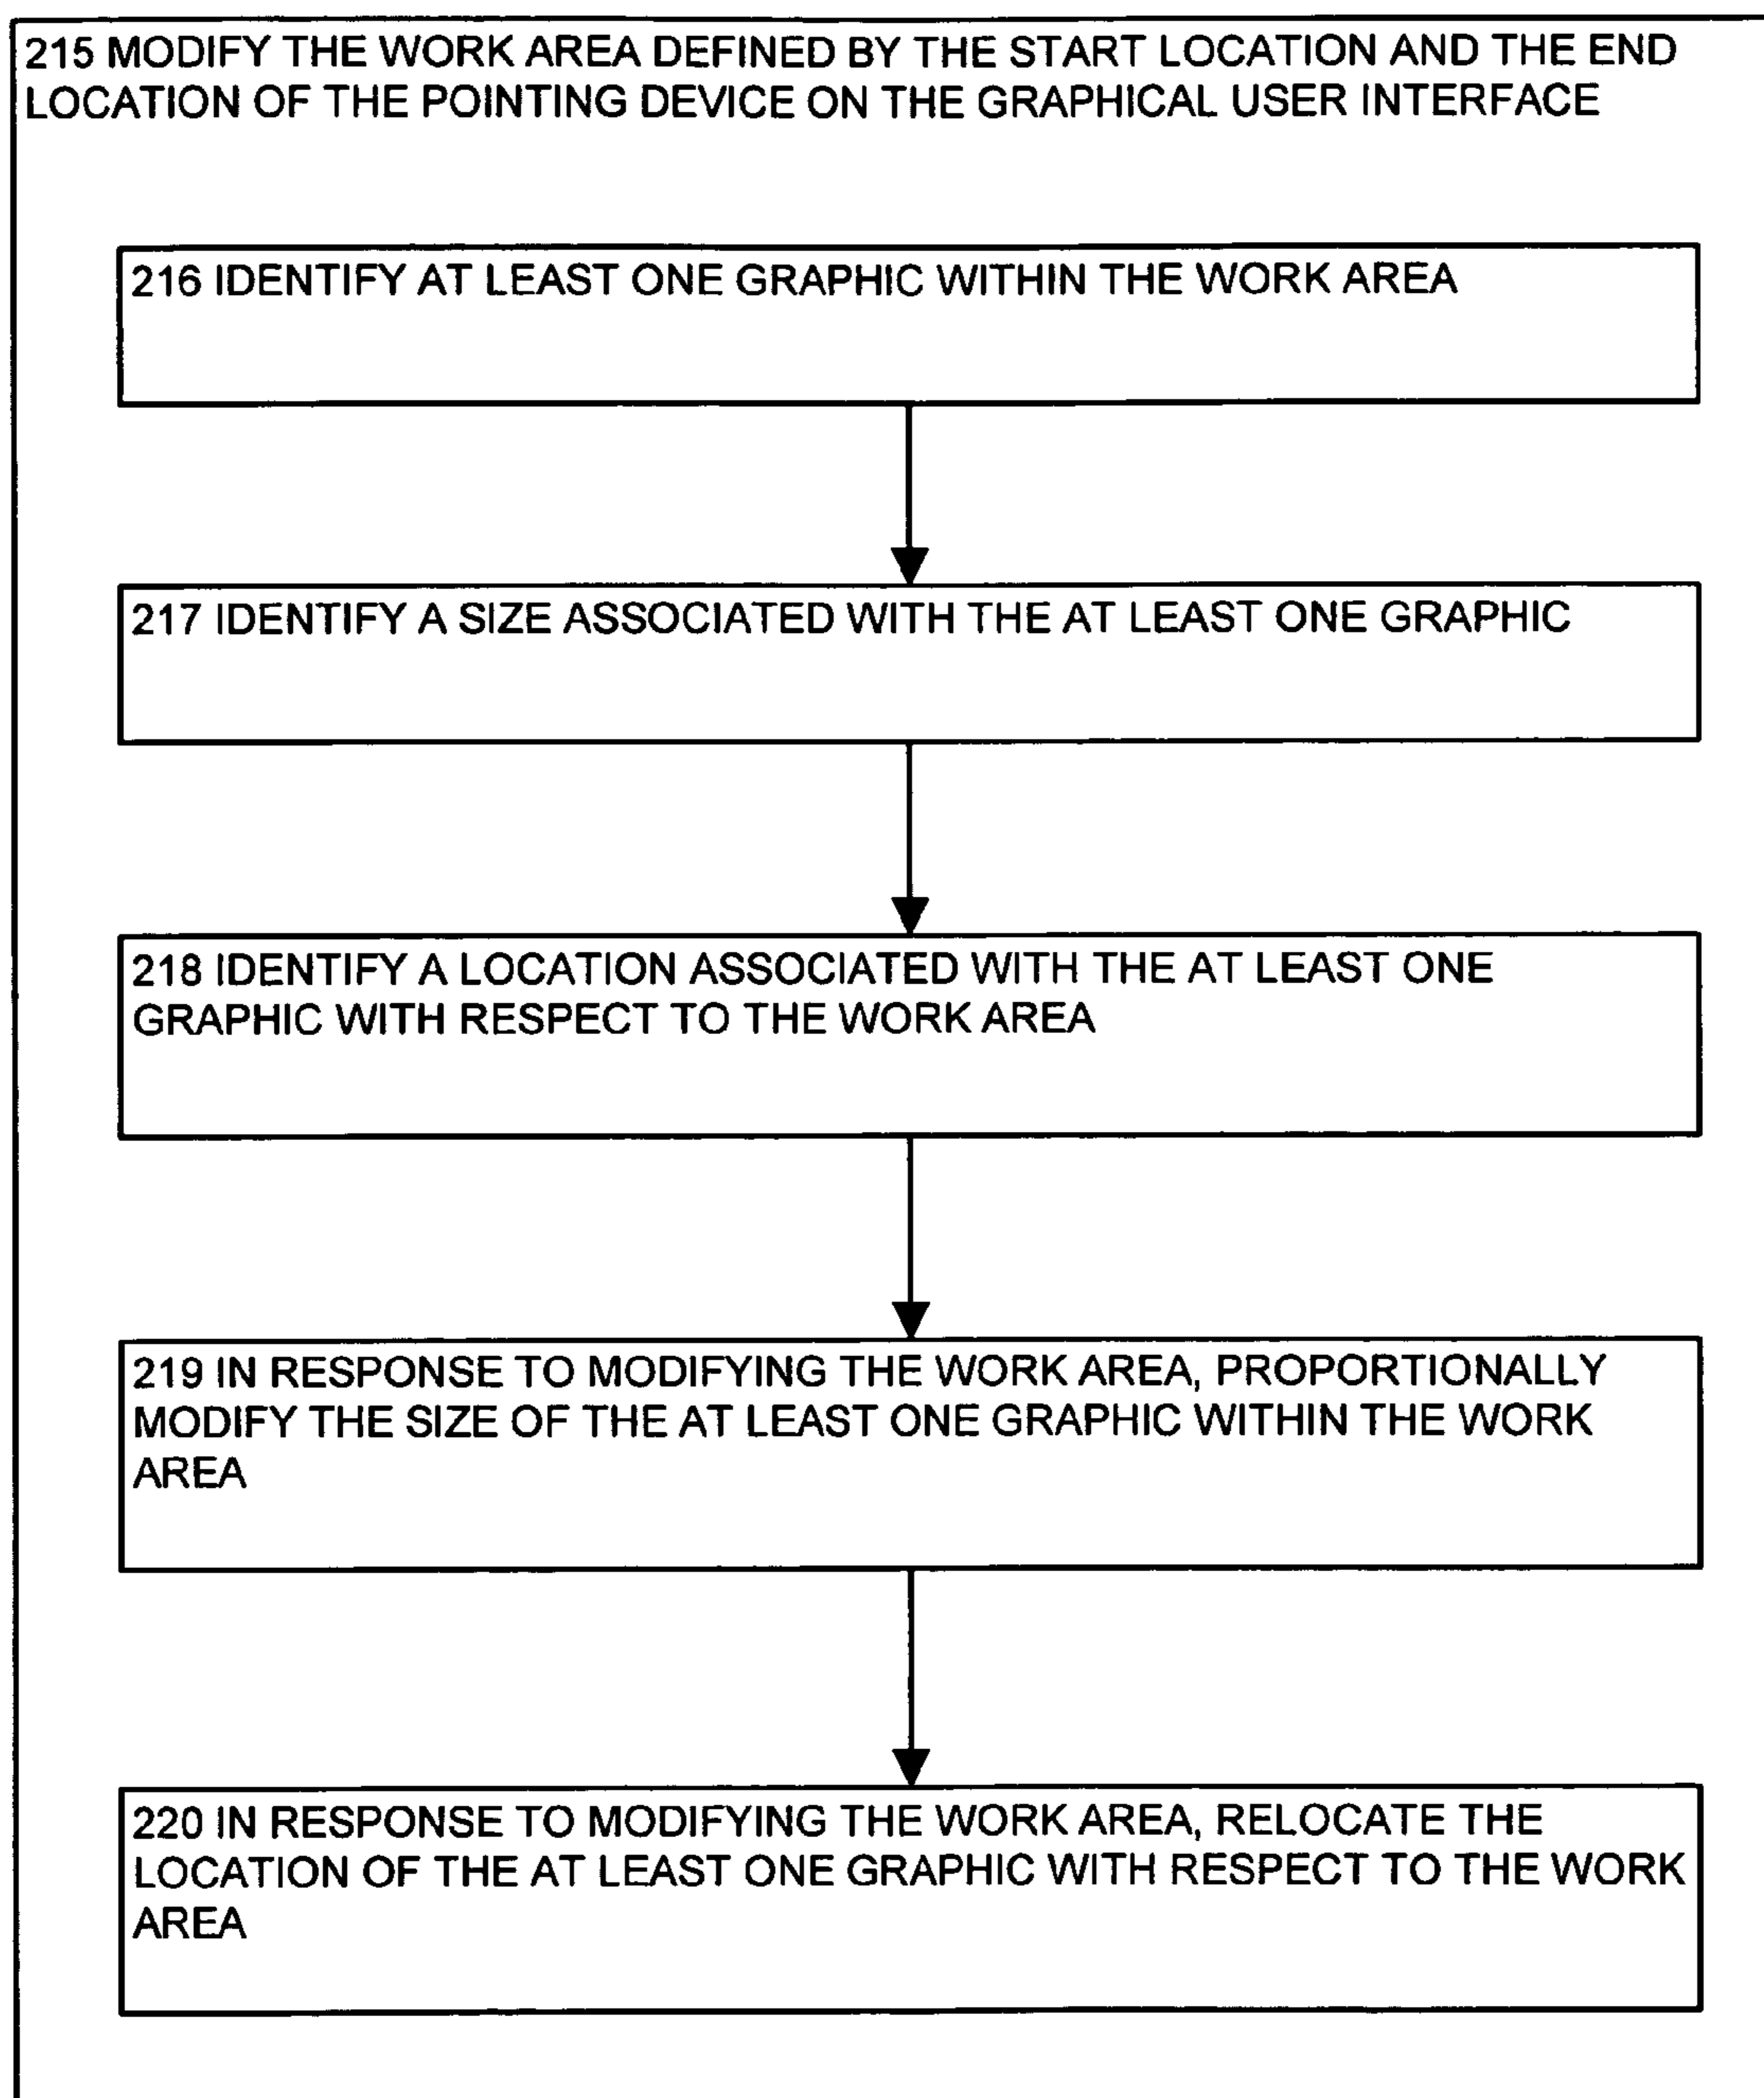 215 MODIFY THE WORK AREA DEFINED BY THE START LOCATION AND THE END
LOCATION OF THE POINTING DEVICE ON THE GRAPHICAL USER INTERFACE
216 IDENTIFY AT LEAST ONE GRAPHIC WITHIN THE WORK AREA
217 IDENTIFY A SIZE ASSOCIATED WITH THE AT LEAST ONE GRAPHIC
218 IDENTIFY A LOCATION ASSOCIATED WITH THE AT LEAST ONE
GRAPHIC WITH RESPECT TO THE WORK AREA
219 IN RESPONSE TO MODIFYING THE WORK AREA, PROPORTIONALLY
MODIFY THE SIZE OF THE AT LEAST ONE GRAPHIC WITHIN THE WORK
AREA
220 IN RESPONSE TO MODIFYING THE WORK AREA, RELOCATE THE
LOCATION OF THE AT LEAST ONE GRAPHIC WITH RESPECT TO THE WORK
AREA